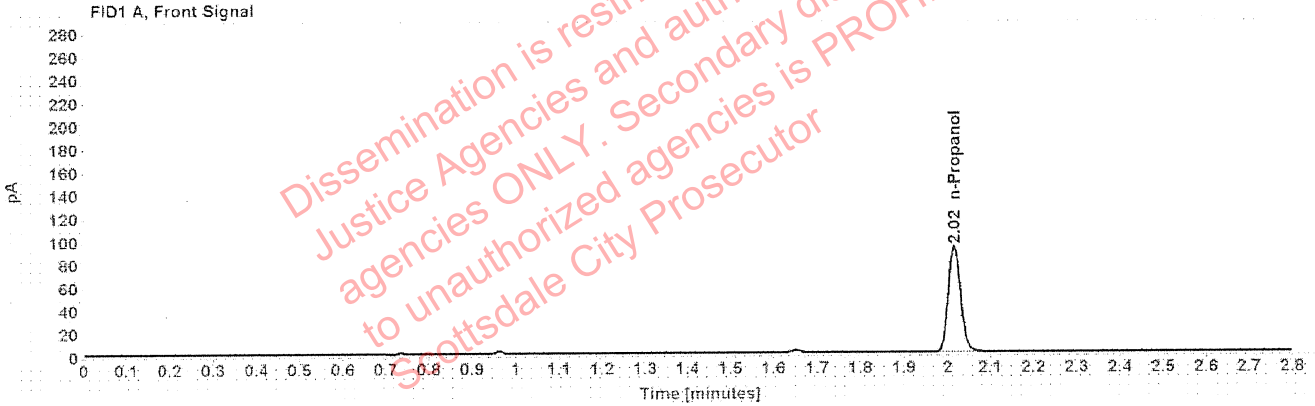 FID1 A, Front Signal
280
260
240
220
200
180
160
140
120
100
80
60
40
20
0
pA
2.02 n-Propanol
0 0.1 0.2 0.3 0.4 0.5 0.6 0.7 0.8 0.9 1 1.1 1.2 1.3 1.4 1.5 1.6 1.7 1.8 1.9 2 2.1 2.2 2.3 2.4 2.5 2.6 2.7 2.8
Time [minutes]
Dissemination is
Justice Agencies and
agencies ONLY. Secondary
to unauthorized agencies is
Scottsdale City Prosecutor